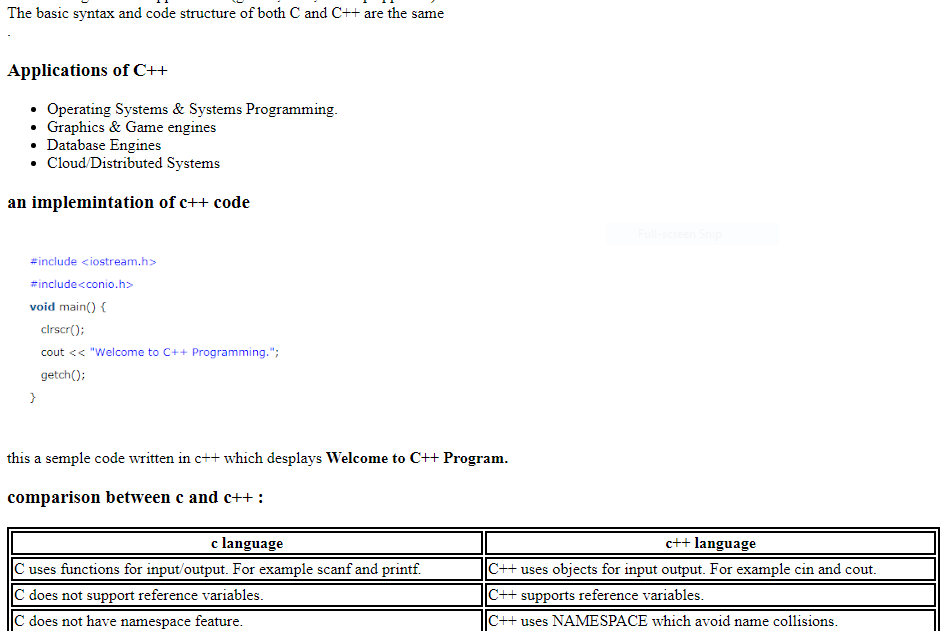 The basic syntax and code structure of both C and C++ are the same
.
Applications of C++
• Operating Systems & Systems Programming.
• Graphics & Game engines
• Database Engines
• Cloud/Distributed Systems
an implemintation of c++ code
Full-screen Snip
#include <iostream.h>
#include<conio.h>
void main() {
clrscr();
cout << "Welcome to C++ Programming.";
getch();
}
this a semple code written in c++ which desplays Welcome to C++ Program.
comparison between c and c++ :
c language c++ language
C uses functions for input/output. For example scanf and printf. C++ uses objects for input output. For example cin and cout.
C does not support reference variables. C++ supports reference variables.
C does not have namespace feature. C++ uses NAMESPACE which avoid name collisions.